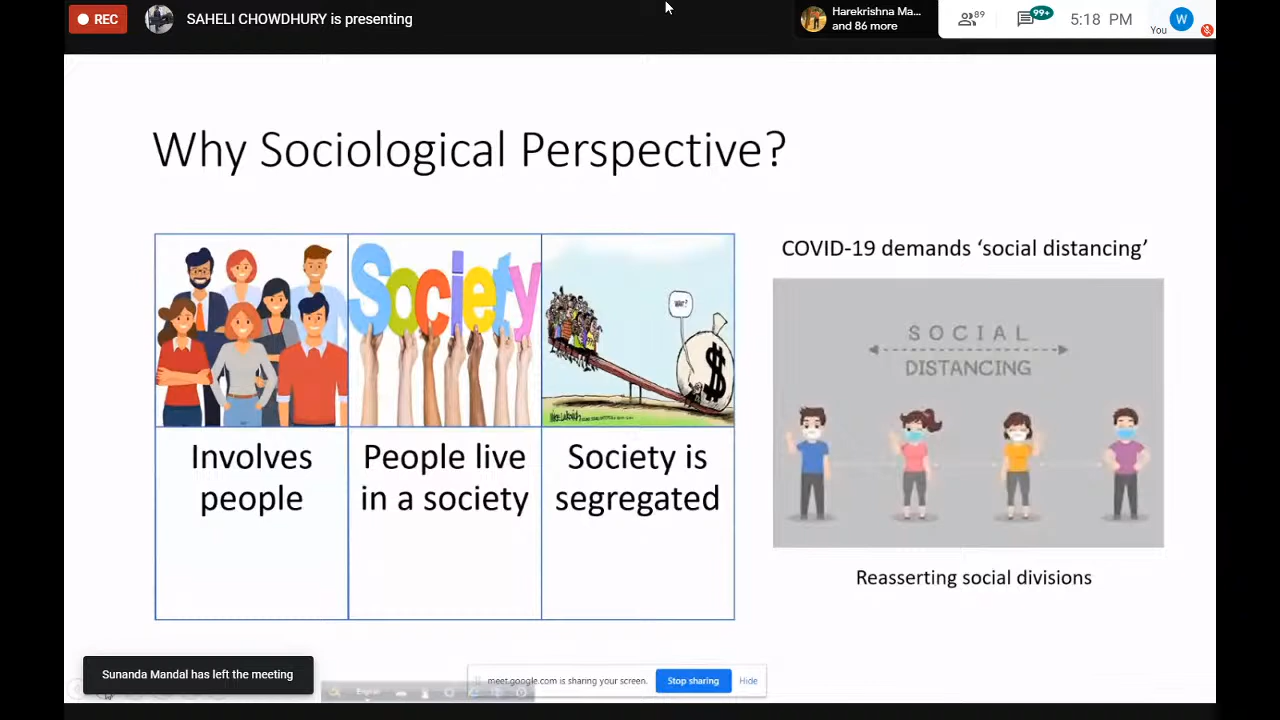 REC
SAHELI CHOWDHURY is presenting
Harekrishna Ma...
and 86 more
89
99+
5:18 PM
You
W
Why Sociological Perspective?
Society
$
COVID-19 demands ‘social distancing’
SOCIAL
DISTANCING
Involves
people
People live
in a society
Society is
segregated
Reasserting social divisions
Sunanda Mandal has left the meeting
meet.google.com is sharing your screen.
Stop sharing
Hide
English